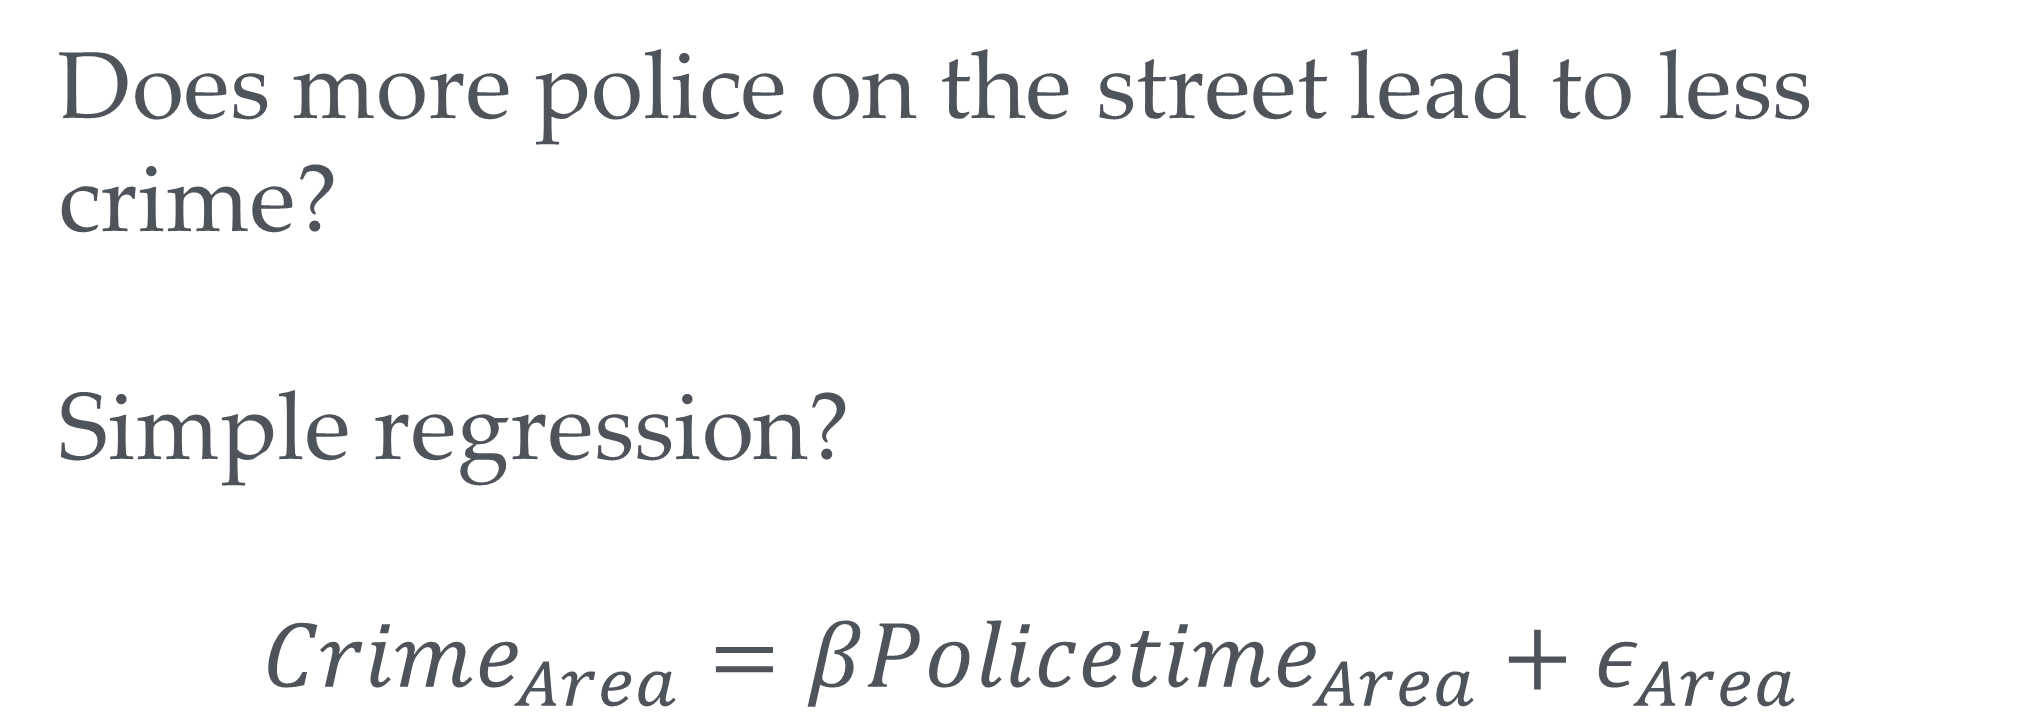 Does more police on the street lead to less
crime?
Simple regression?
Crime_Area = βPolicetime_Area + ϵ_Area